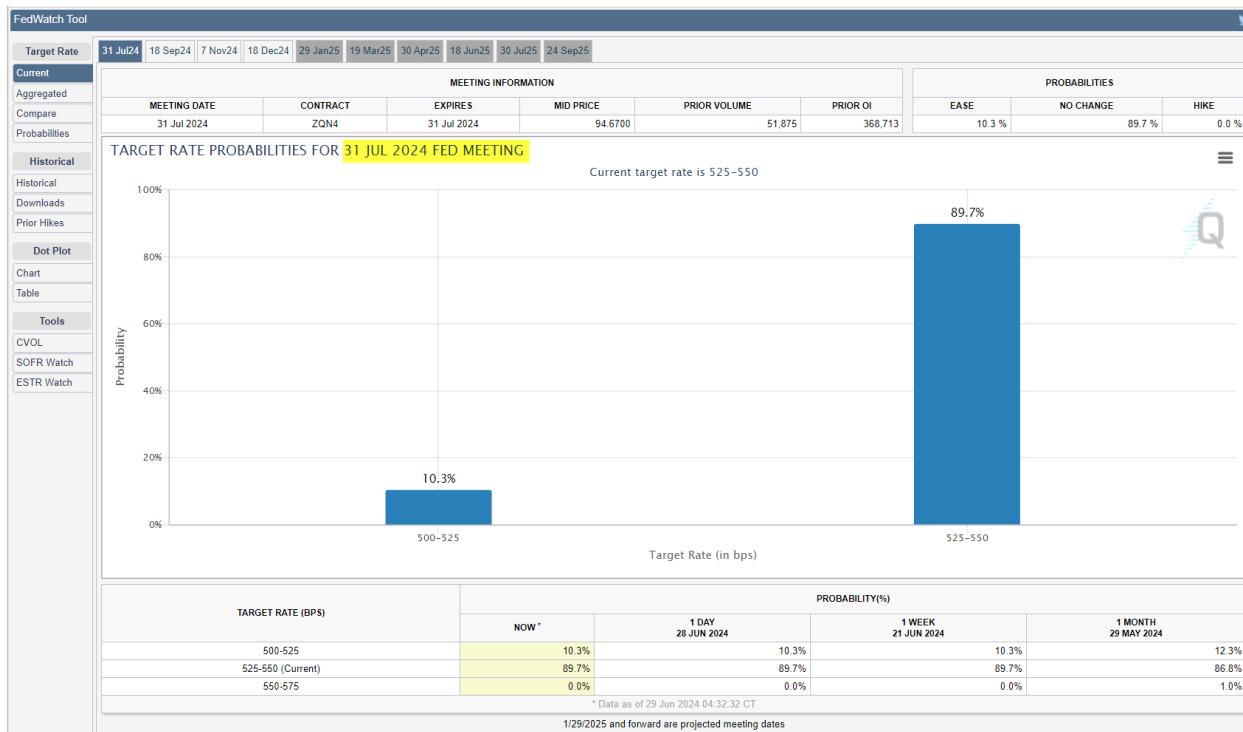 FedWatch Tool
Target Rate
Current
Aggregated
Compare
Probabilities
Historical
Historical
Downloads
Prior Hikes
Dot Plot
Chart
Table
Tools
CVOL
SOFR Watch
ESTR Watch
31 Jul24 18 Sep24 7 Nov24 18 Dec24 29 Jan25 19 Mar25 30 Apr25 18 Jun25 30 Jul25 24 Sep25
MEETING INFORMATION
MEETING DATE CONTRACT EXPIRES MID PRICE PRIOR VOLUME PRIOR OI
31 Jul 2024 ZQN4 31 Jul 2024 94.6700 51,875 368,713
PROBABILITIES
EASE NO CHANGE HIKE
10.3 % 89.7 % 0.0 %
TARGET RATE PROBABILITIES FOR 31 JUL 2024 FED MEETING
Current target rate is 525-550
100%
80%
60%
40%
20%
0%
Probability
10.3%
89.7%
Q
500-525 525-550
Target Rate (in bps)
TARGET RATE (BPS) PROBABILITY(%)
NOW * 1 DAY 1 WEEK 1 MONTH
28 JUN 2024 21 JUN 2024 29 MAY 2024
500-525 10.3% 10.3% 10.3% 12.3%
525-550 (Current) 89.7% 89.7% 89.7% 86.8%
550-575 0.0% 0.0% 0.0% 1.0%
* Data as of 29 Jun 2024 04:32:32 CT
1/29/2025 and forward are projected meeting dates